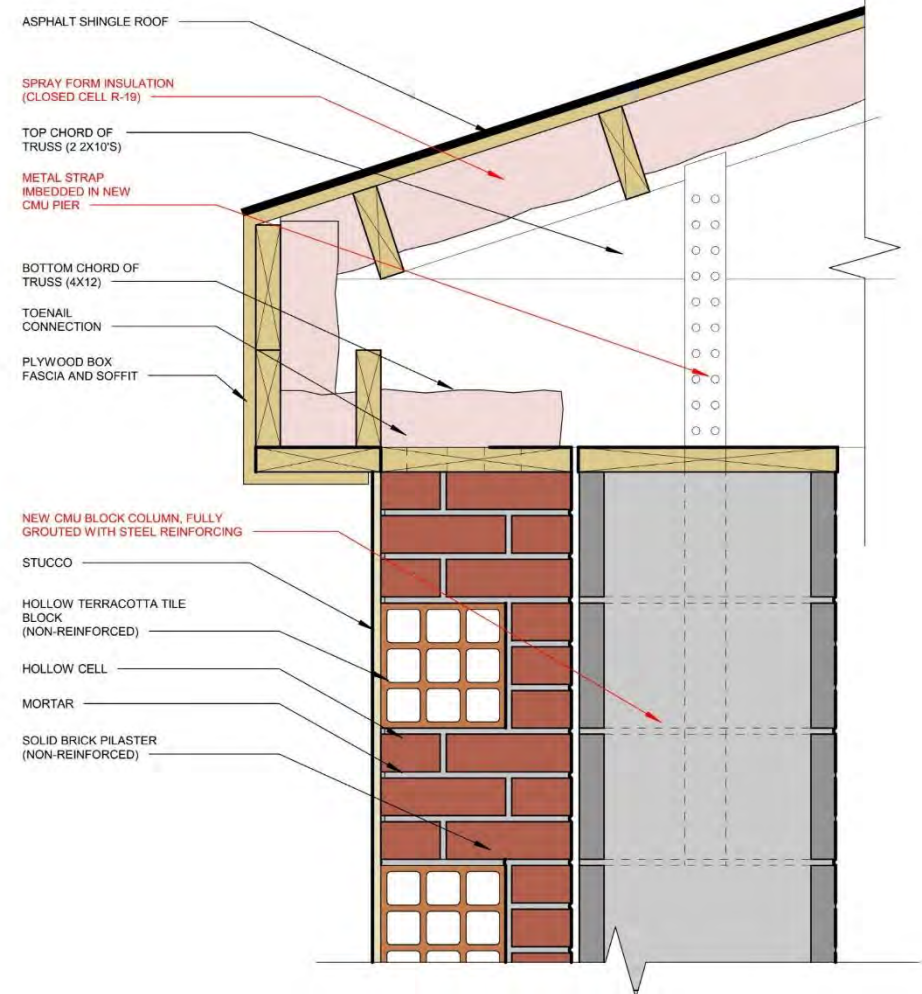 ASPHALT SHINGLE ROOF
SPRAY FORM INSULATION
(CLOSED CELL R-19)
TOP CHORD OF
TRUSS (2 2X10'S)
METAL STRAP
IMBEDDED IN NEW
CMU PIER
BOTTOM CHORD OF
TRUSS (4X12)
TOENAIL
CONNECTION
PLYWOOD BOX
FASCIA AND SOFFIT
NEW CMU BLOCK COLUMN, FULLY
GROUTED WITH STEEL REINFORCING
STUCCO
HOLLOW TERRACOTTA TILE
BLOCK
(NON-REINFORCED)
HOLLOW CELL
MORTAR
SOLID BRICK PILASTER
(NON-REINFORCED)